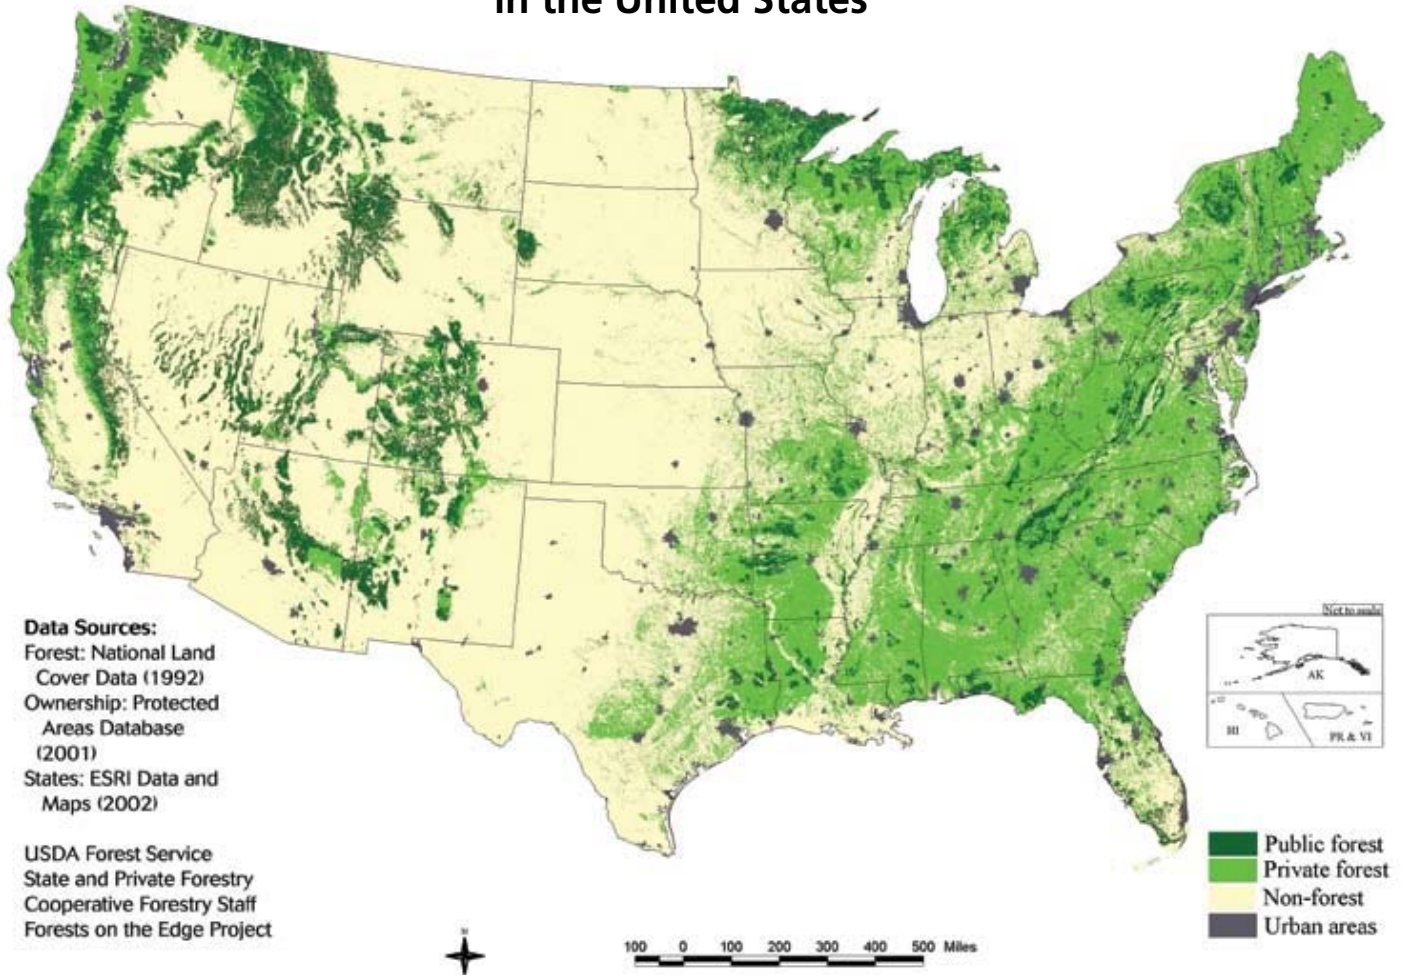 in the United States
Data Sources:
Forest: National Land
Cover Data (1992)
Ownership: Protected
Areas Database
(2001)
States: ESRI Data and
Maps (2002)
USDA Forest Service
State and Private Forestry
Cooperative Forestry Staff
Forests on the Edge Project
Not to scale
AK
HI
PR & VI
Public forest
Private forest
Non-forest
Urban areas
N
100 0 100 200 300 400 500 Miles